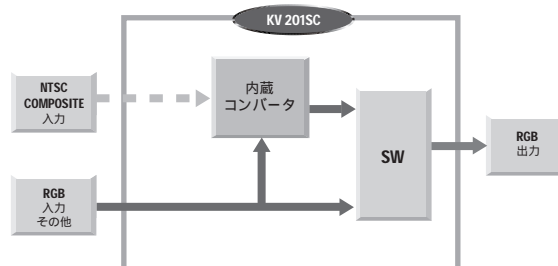 KV 201SC
NTSC
COMPOSITE
入力
内蔵
コンバータ
SW
RGB
出力
RGB
入力
その他